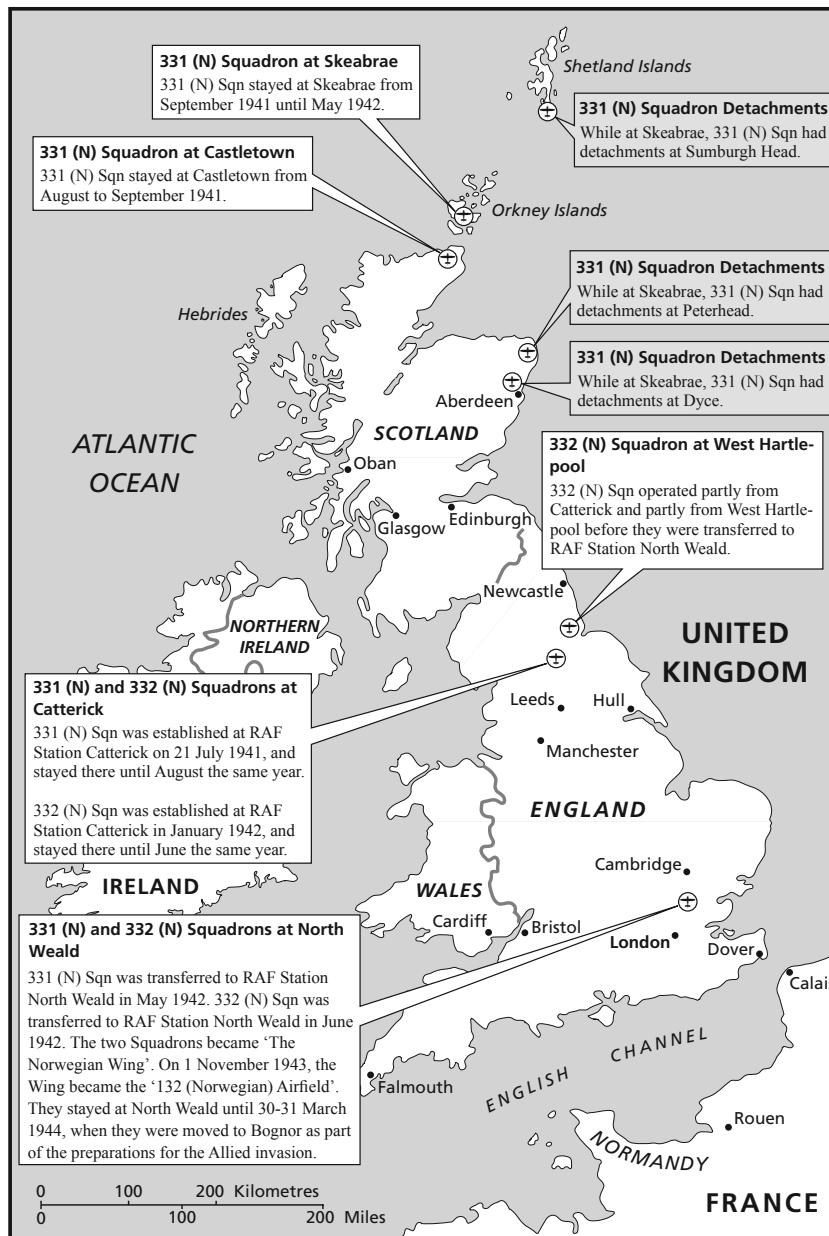 331 (N) Squadron at Skeabrae
331 (N) Sqn stayed at Skeabrae from
September 1941 until May 1942.
Shetland Islands
331 (N) Squadron Detachments
While at Skeabrae, 331 (N) Sqn had
detachments at Sumburgh Head.
331 (N) Squadron at Castletown
331 (N) Sqn stayed at Castletown from
August to September 1941.
Orkney Islands
331 (N) Squadron Detachments
While at Skeabrae, 331 (N) Sqn had
detachments at Peterhead.
Hebrides
331 (N) Squadron Detachments
While at Skeabrae, 331 (N) Sqn had
detachments at Dyce.
Aberdeen
SCOTLAND
ATLANTIC
OCEAN
Oban
Glasgow
Edinburgh
332 (N) Squadron at West Hartle-
pool
332 (N) Sqn operated partly from
Catterick and partly from West Hartle-
pool before they were transferred to
RAF Station North Weald.
Newcastle
NORTHERN
IRELAND
UNITED
KINGDOM
331 (N) and 332 (N) Squadrons at
Catterick
331 (N) Sqn was established at RAF
Station Catterick on 21 July 1941, and
stayed there until August the same year.
332 (N) Sqn was established at RAF
Station Catterick in January 1942, and
stayed there until June the same year.
Leeds
Hull
Manchester
ENGLAND
Cambridge
IRELAND
WALES
Cardiff
Bristol
London
Dover
Calais
331 (N) and 332 (N) Squadrons at North
Weald
331 (N) Sqn was transferred to RAF Station
North Weald in May 1942. 332 (N) Sqn was
transferred to RAF Station North Weald in June
1942. The two Squadrons became ‘The
Norwegian Wing’. On 1 November 1943, the
Wing became the ‘132 (Norwegian) Airfield’.
They stayed at North Weald until 30-31 March
1944, when they were moved to Bognor as part
of the preparations for the Allied invasion.
Falmouth
ENGLISH CHANNEL
Rouen
NORMANDY
FRANCE
0 100 200 Kilometres
0 100 200 Miles